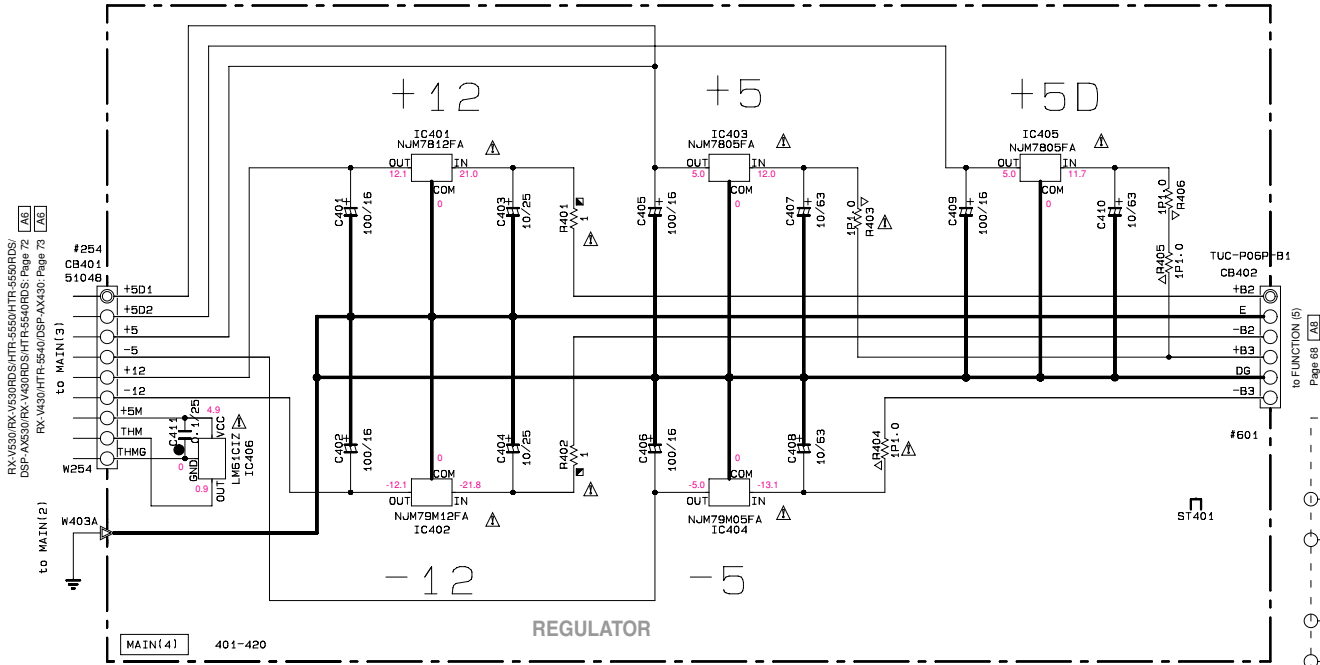 +12
+5
+5D
IC401
NJM7812FA
OUT
IN
12.1
21.0
COM
0
IC403
NJM7805FA
OUT
IN
5.0
12.0
COM
0
IC405
NJM7805FA
OUT
IN
5.0
11.7
COM
0
C401
100/16
C403
10/25
R401
1
C405
100/16
C407
10/63
1P1.0
R403
C409
100/16
C410
10/63
1P1.0
R406
R405
1P1.0
RX-V530/RX-V530RDS/HTR-5550/HTR-5550RDS/
DSP-AX530/RX-V430RDS/HTR-5540RDS: Page 72 A6
RX-V430/HTR-5540/DSP-AX430: Page 73 A6
to MAIN(3)
#254
CB401
51048
+5D1
+5D2
+5
-5
+12
-12
+5M
THM
THMG
W254
C411
0.1/25
4.9
VCC
0
GND
0.9
OUT
LM61CIZ
IC406
to MAIN(2)
W403A
TUC-P06P-B1
CB402
+B2
E
-B2
+B3
DG
-B3
#601
to FUNCTION (5)
Page 68 A8
C402
100/16
C404
10/25
R402
1
C406
100/16
C408
10/63
R404
1P1.0
0
COM
-12.1
-21.8
OUT
IN
NJM79M12FA
IC402
0
COM
-5.0
-13.1
OUT
IN
NJM79M05FA
IC404
ST401
-12
-5
REGULATOR
MAIN(4) 401-420